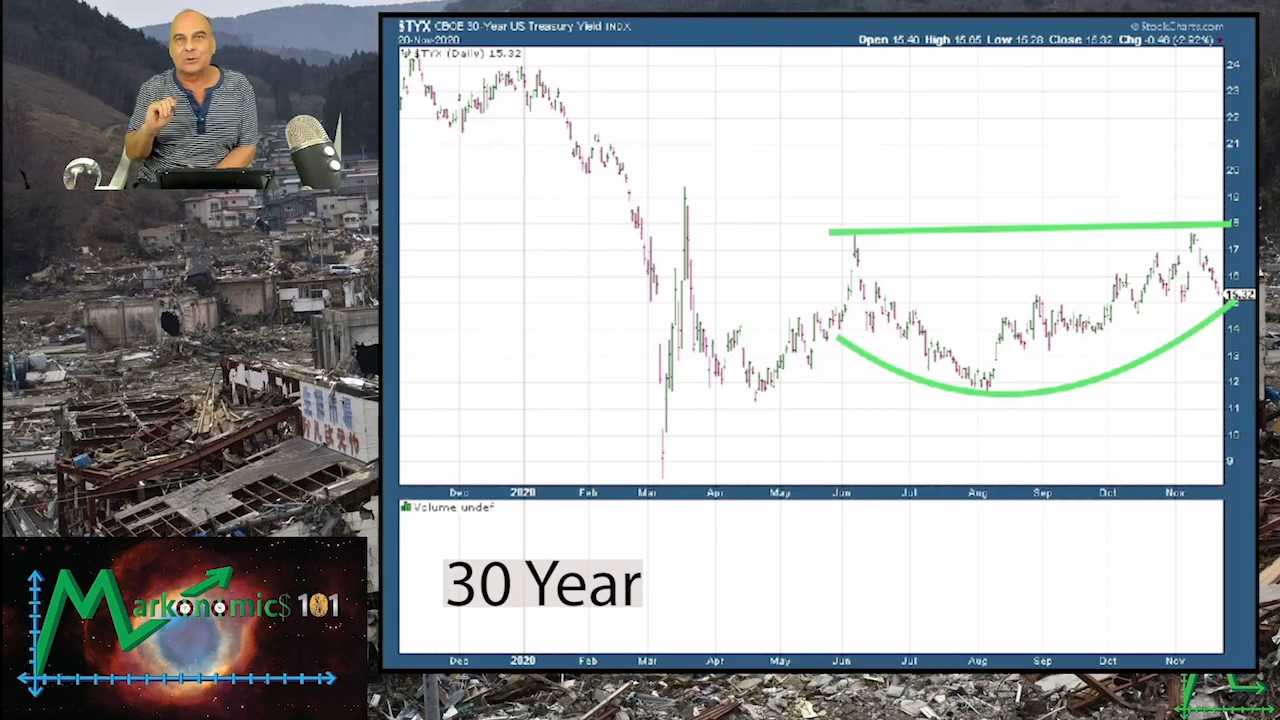 $TYX CBOE 30-Year US Treasury Yield INDX
© StockCharts.com
20-Nov-2020
Open 15.40 High 15.65 Low 15.28 Close 15.32 Chg -0.46 (-2.92%)
$TYX (Daily) 15.32
24
23
22
21
20
19
18
17
16
15.32
14
13
12
11
10
9
Dec 2020 Feb Mar Apr May Jun Jul Aug Sep Oct Nov
Volume undef
30 Year
Dec 2020 Feb Mar Apr May Jun Jul Aug Sep Oct Nov
Markonomic$ 101